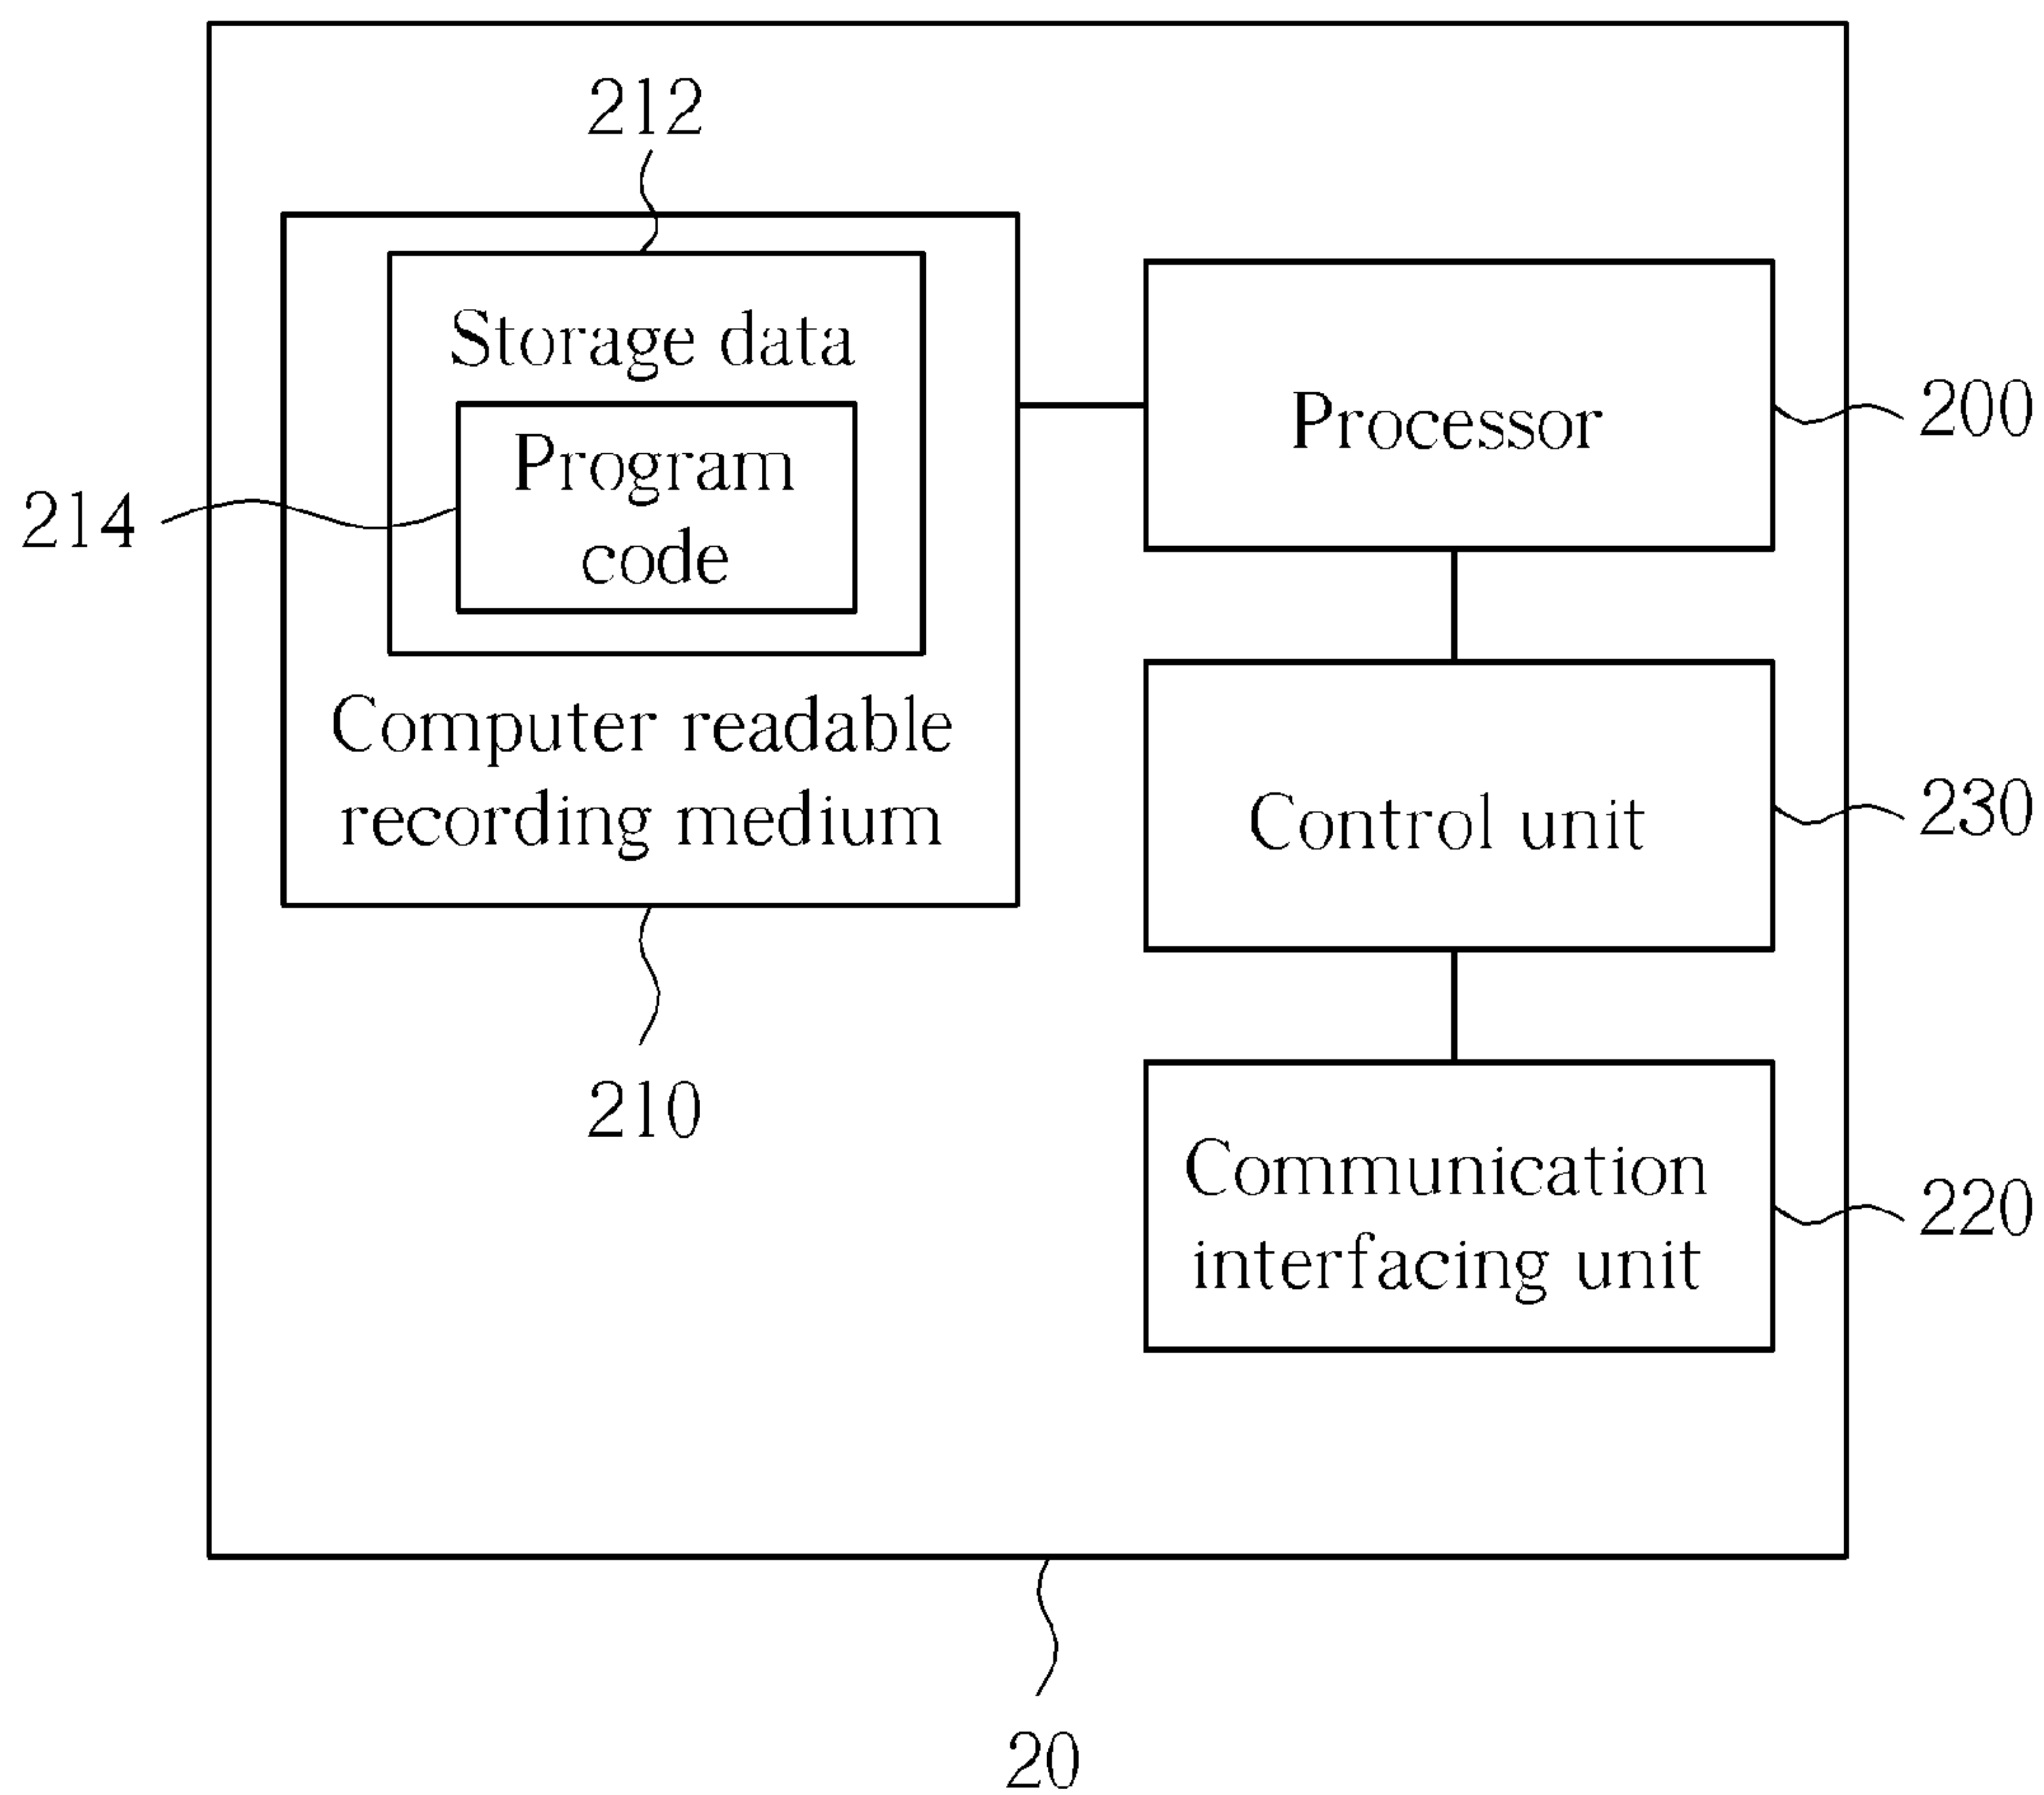 212
Storage data
Program
code
214
Computer readable
recording medium
210
Processor
200
Control unit
230
Communication
interfacing unit
220
20